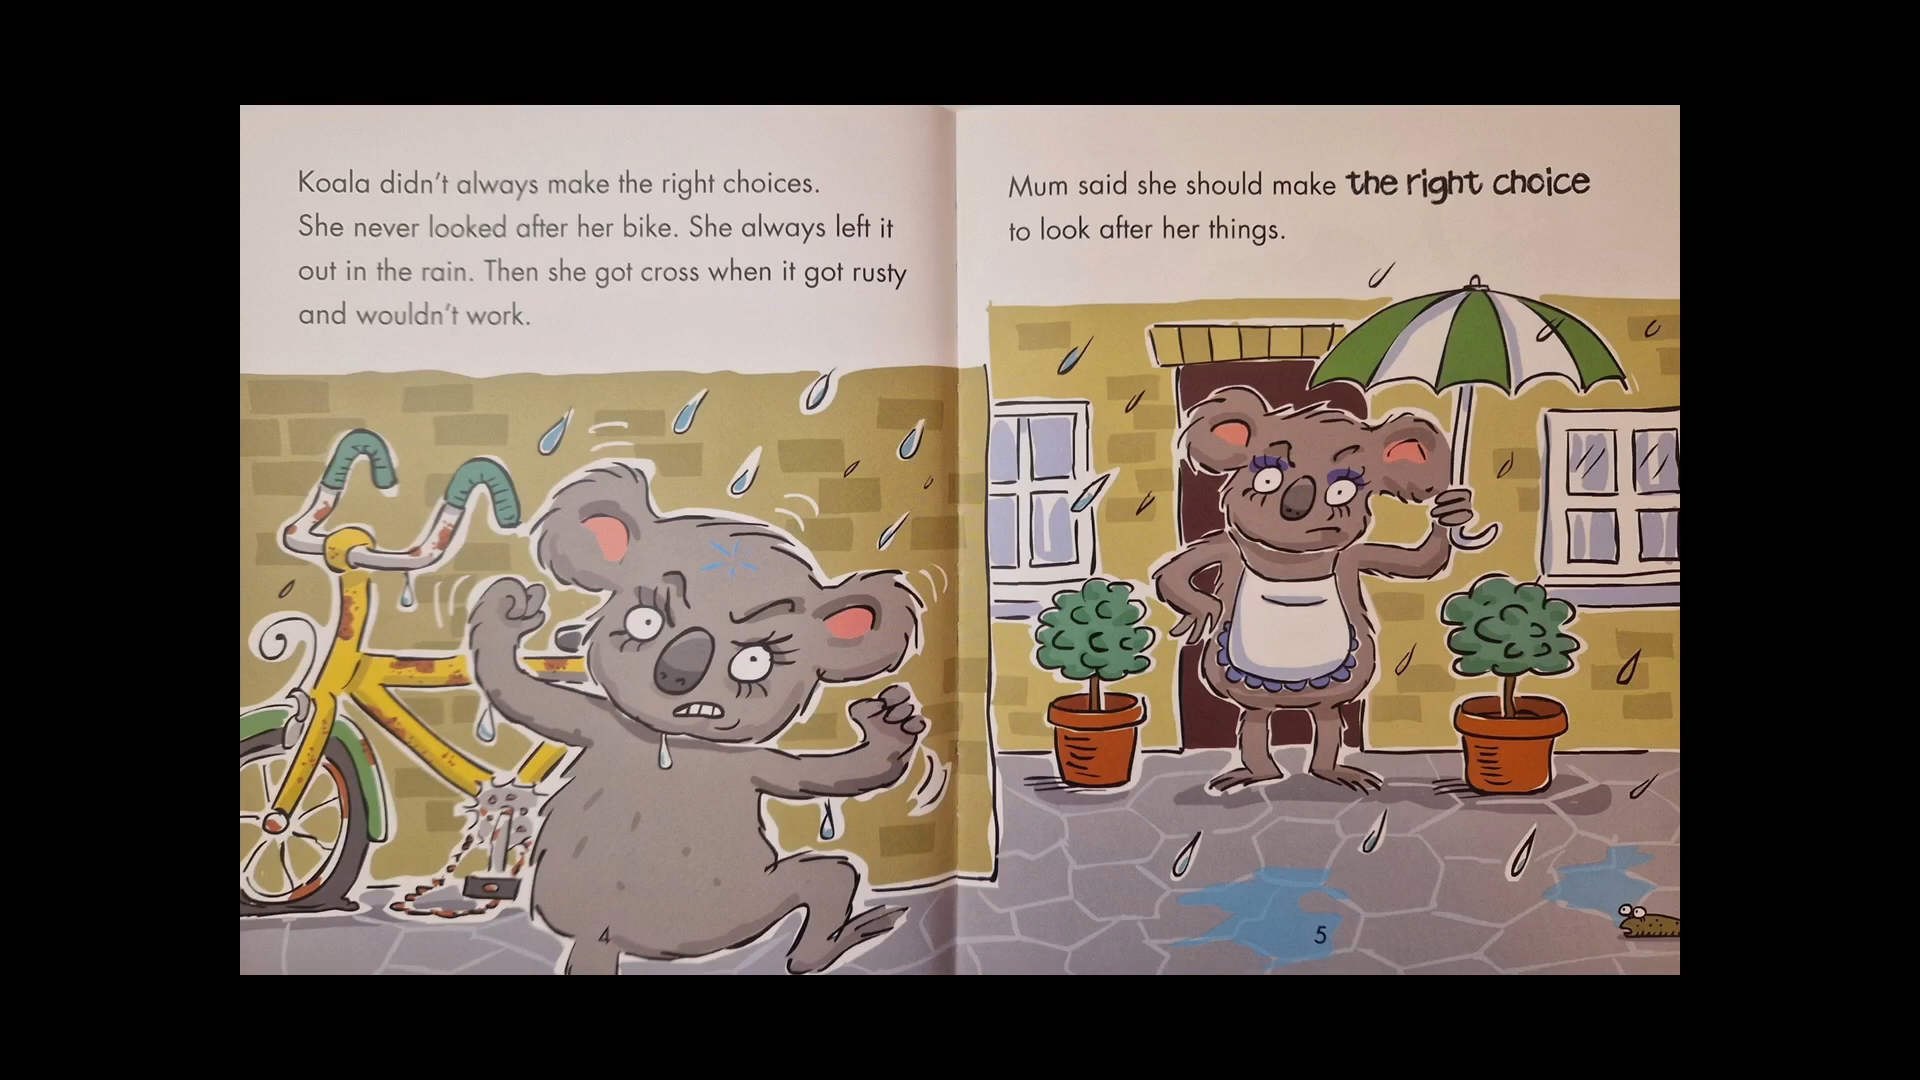 Koala didn't always make the right choices.
She never looked after her bike. She always left it
out in the rain. Then she got cross when it got rusty
and wouldn't work.
4
Mum said she should make the right choice
to look after her things.
5